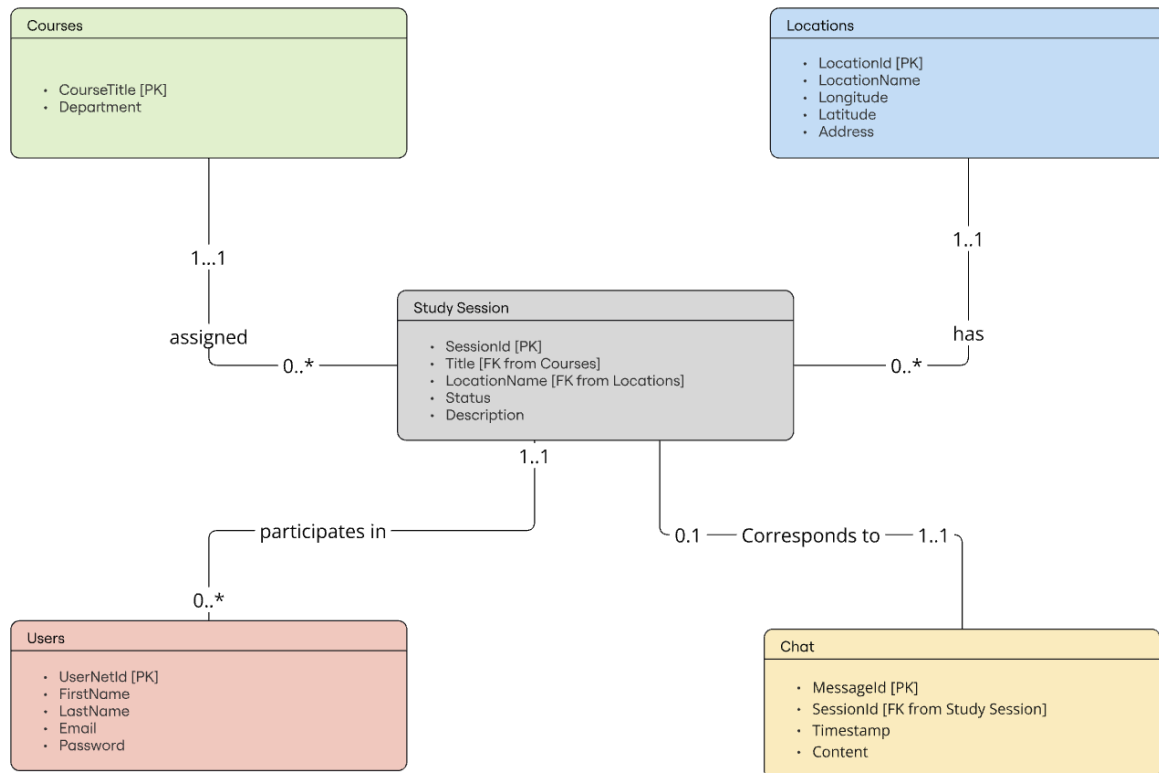 Courses
• CourseTitle [PK]
• Department
Locations
• LocationId [PK]
• LocationName
• Longitude
• Latitude
• Address
1...1
assigned
0..*
1..1
has
0..*
Study Session
• SessionId [PK]
• Title [FK from Courses]
• LocationName [FK from Locations]
• Status
• Description
1..1
participates in
0..*
0.1
Corresponds to
1..1
Users
• UserNetId [PK]
• FirstName
• LastName
• Email
• Password
Chat
• MessageId [PK]
• SessionId [FK from Study Session]
• Timestamp
• Content